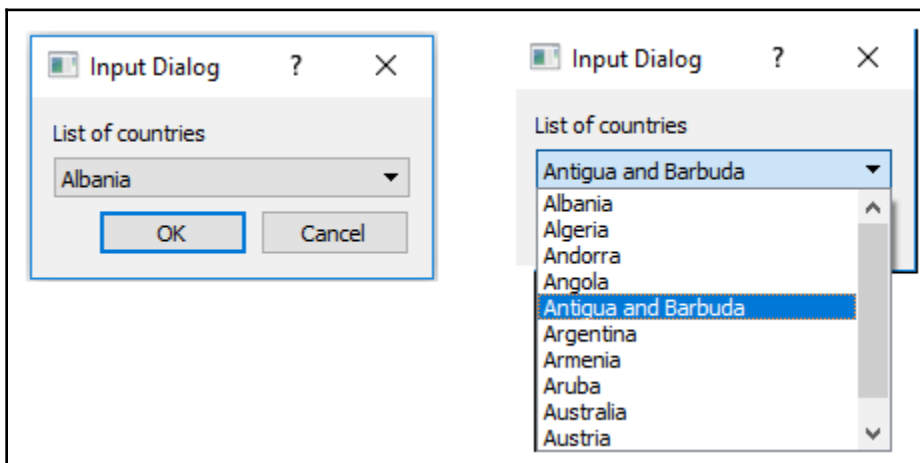 Input Dialog ?
List of countries
Albania
OK Cancel
Input Dialog ?
List of countries
Antigua and Barbuda
Albania
Algeria
Andorra
Angola
Antigua and Barbuda
Argentina
Armenia
Aruba
Australia
Austria